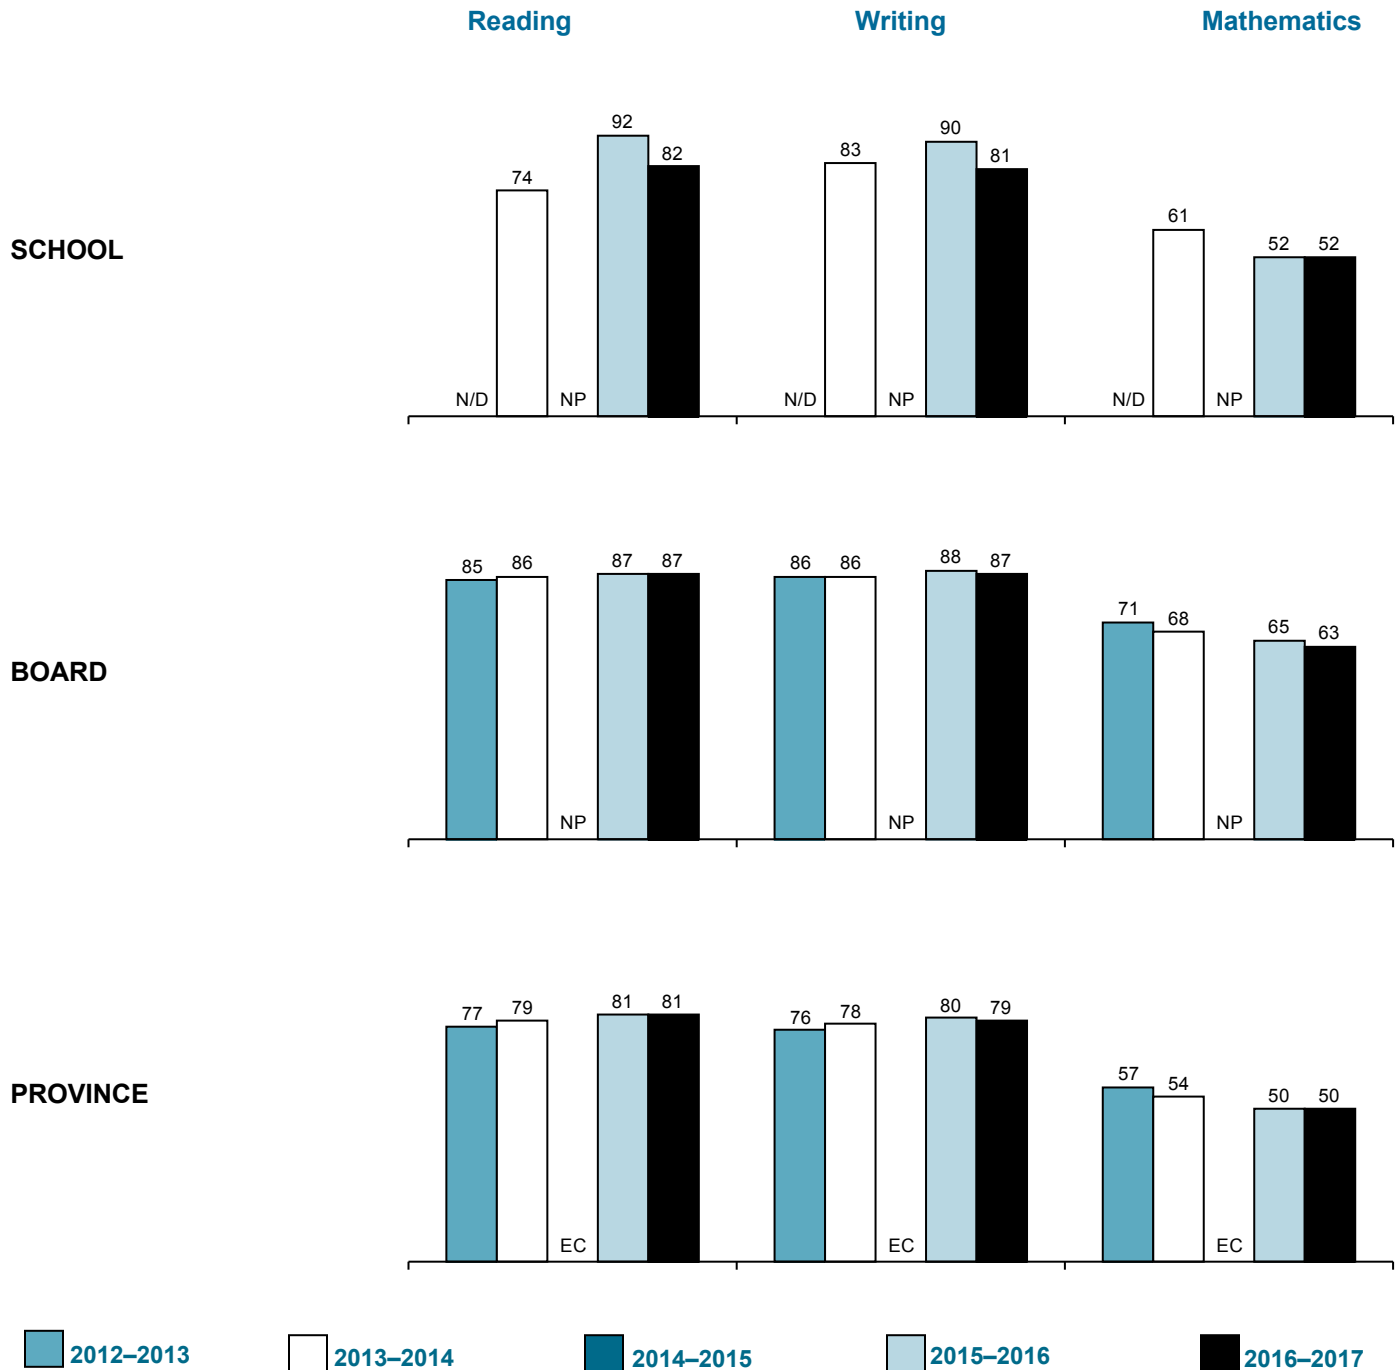 Reading Writing Mathematics
SCHOOL
N/D 74 NP 92 82
N/D 83 NP 90 81
N/D 61 NP 52 52
BOARD
85 86 NP 87 87
86 86 NP 88 87
71 68 NP 65 63
PROVINCE
77 79 EC 81 81
76 78 EC 80 79
57 54 EC 50 50
2012–2013 2013–2014 2014–2015 2015–2016 2016–2017